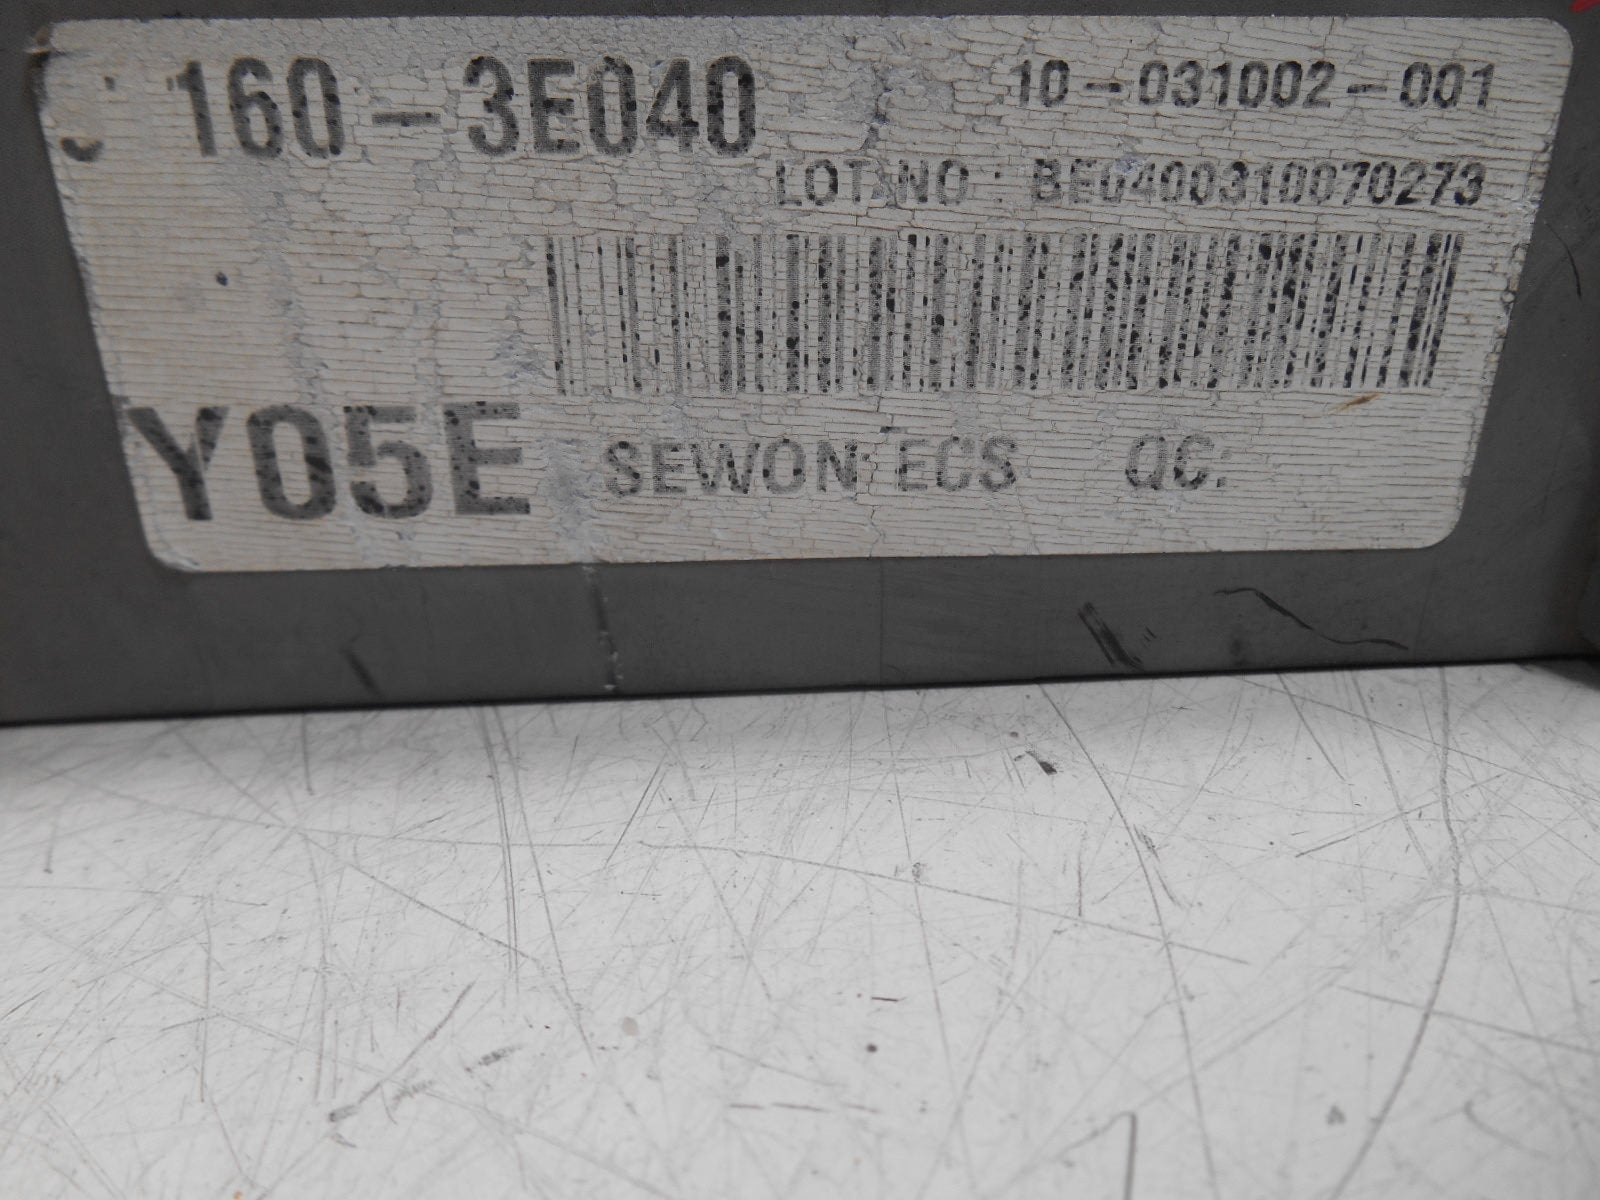 160-3E040
10-031002-001
LOT NO : BE0400310070273
Y05E
SEWON ECS QC: